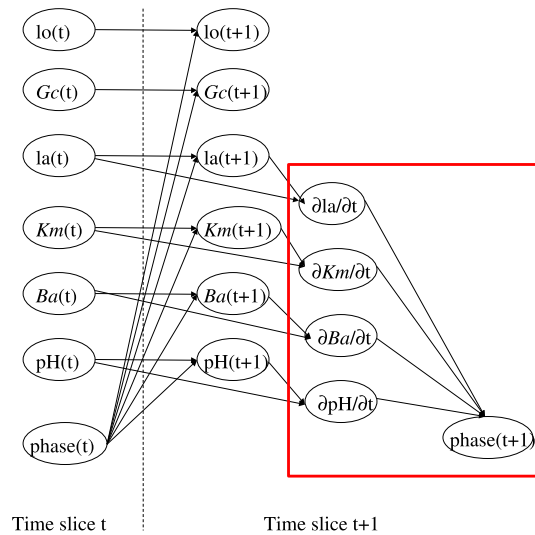 lo(t)
lo(t+1)
Gc(t)
Gc(t+1)
la(t)
la(t+1)
∂la/∂t
Km(t)
Km(t+1)
∂Km/∂t
Ba(t)
Ba(t+1)
∂Ba/∂t
pH(t)
pH(t+1)
∂pH/∂t
phase(t)
phase(t+1)
Time slice t
Time slice t+1